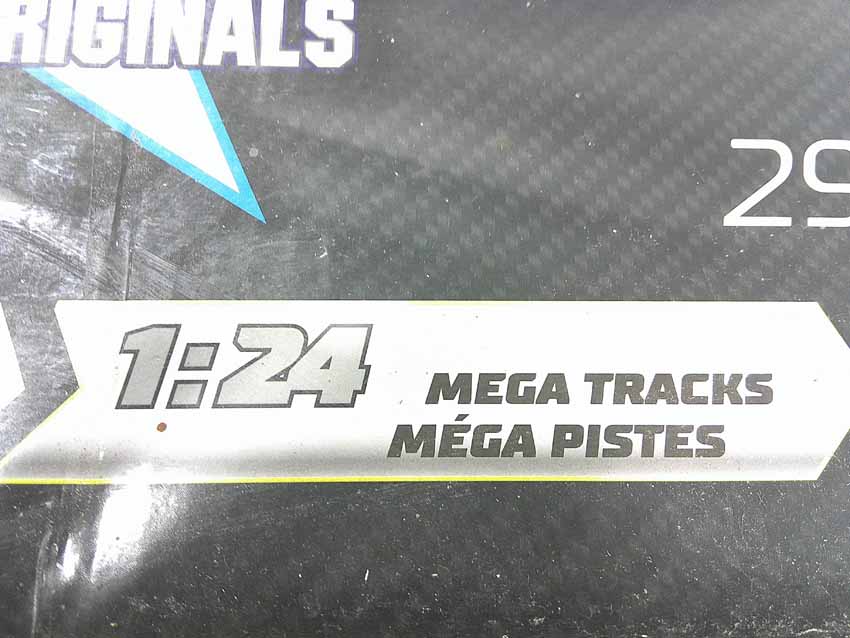 RIGINALS
29
1:24
MEGA TRACKS
MÉGA PISTES